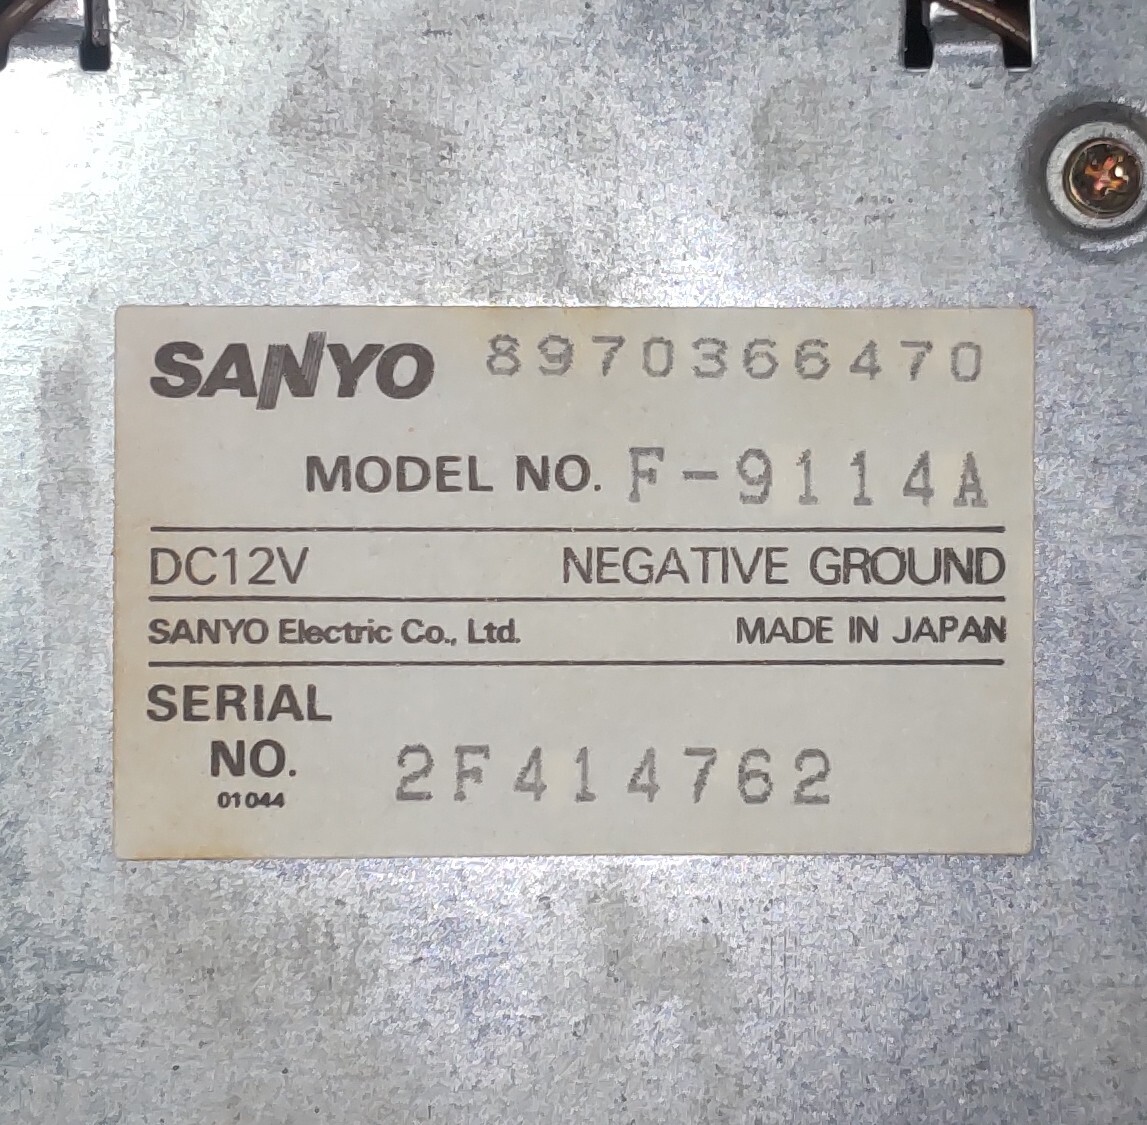 SANYO 8970366470
MODEL NO. F-9114A
DC12V NEGATIVE GROUND
SANYO Electric Co., Ltd. MADE IN JAPAN
SERIAL
NO. 2F414762
01044